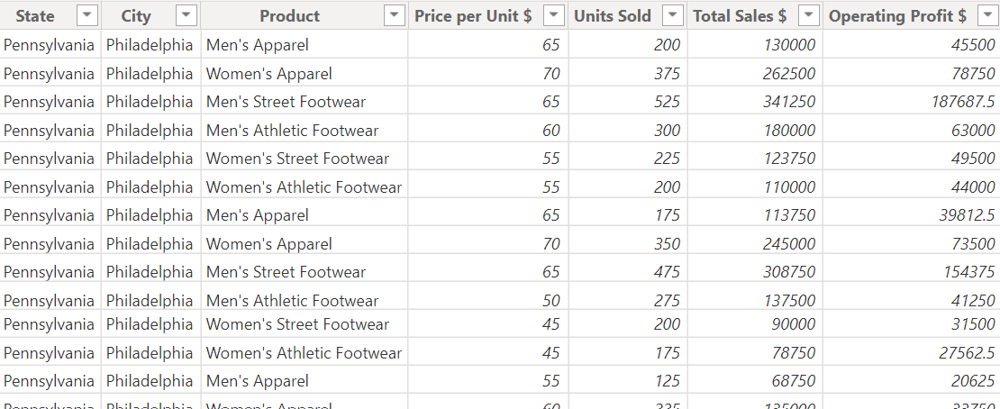 State City Product Price per Unit $ Units Sold Total Sales $ Operating Profit $
Pennsylvania Philadelphia Men's Apparel 65 200 130000 45500
Pennsylvania Philadelphia Women's Apparel 70 375 262500 78750
Pennsylvania Philadelphia Men's Street Footwear 65 525 341250 187687.5
Pennsylvania Philadelphia Men's Athletic Footwear 60 300 180000 63000
Pennsylvania Philadelphia Women's Street Footwear 55 225 123750 49500
Pennsylvania Philadelphia Women's Athletic Footwear 55 200 110000 44000
Pennsylvania Philadelphia Men's Apparel 65 175 113750 39812.5
Pennsylvania Philadelphia Women's Apparel 70 350 245000 73500
Pennsylvania Philadelphia Men's Street Footwear 65 475 308750 154375
Pennsylvania Philadelphia Men's Athletic Footwear 50 275 137500 41250
Pennsylvania Philadelphia Women's Street Footwear 45 200 90000 31500
Pennsylvania Philadelphia Women's Athletic Footwear 45 175 78750 27562.5
Pennsylvania Philadelphia Men's Apparel 55 125 68750 20625
Pennsylvania Philadelphia Women's Apparel